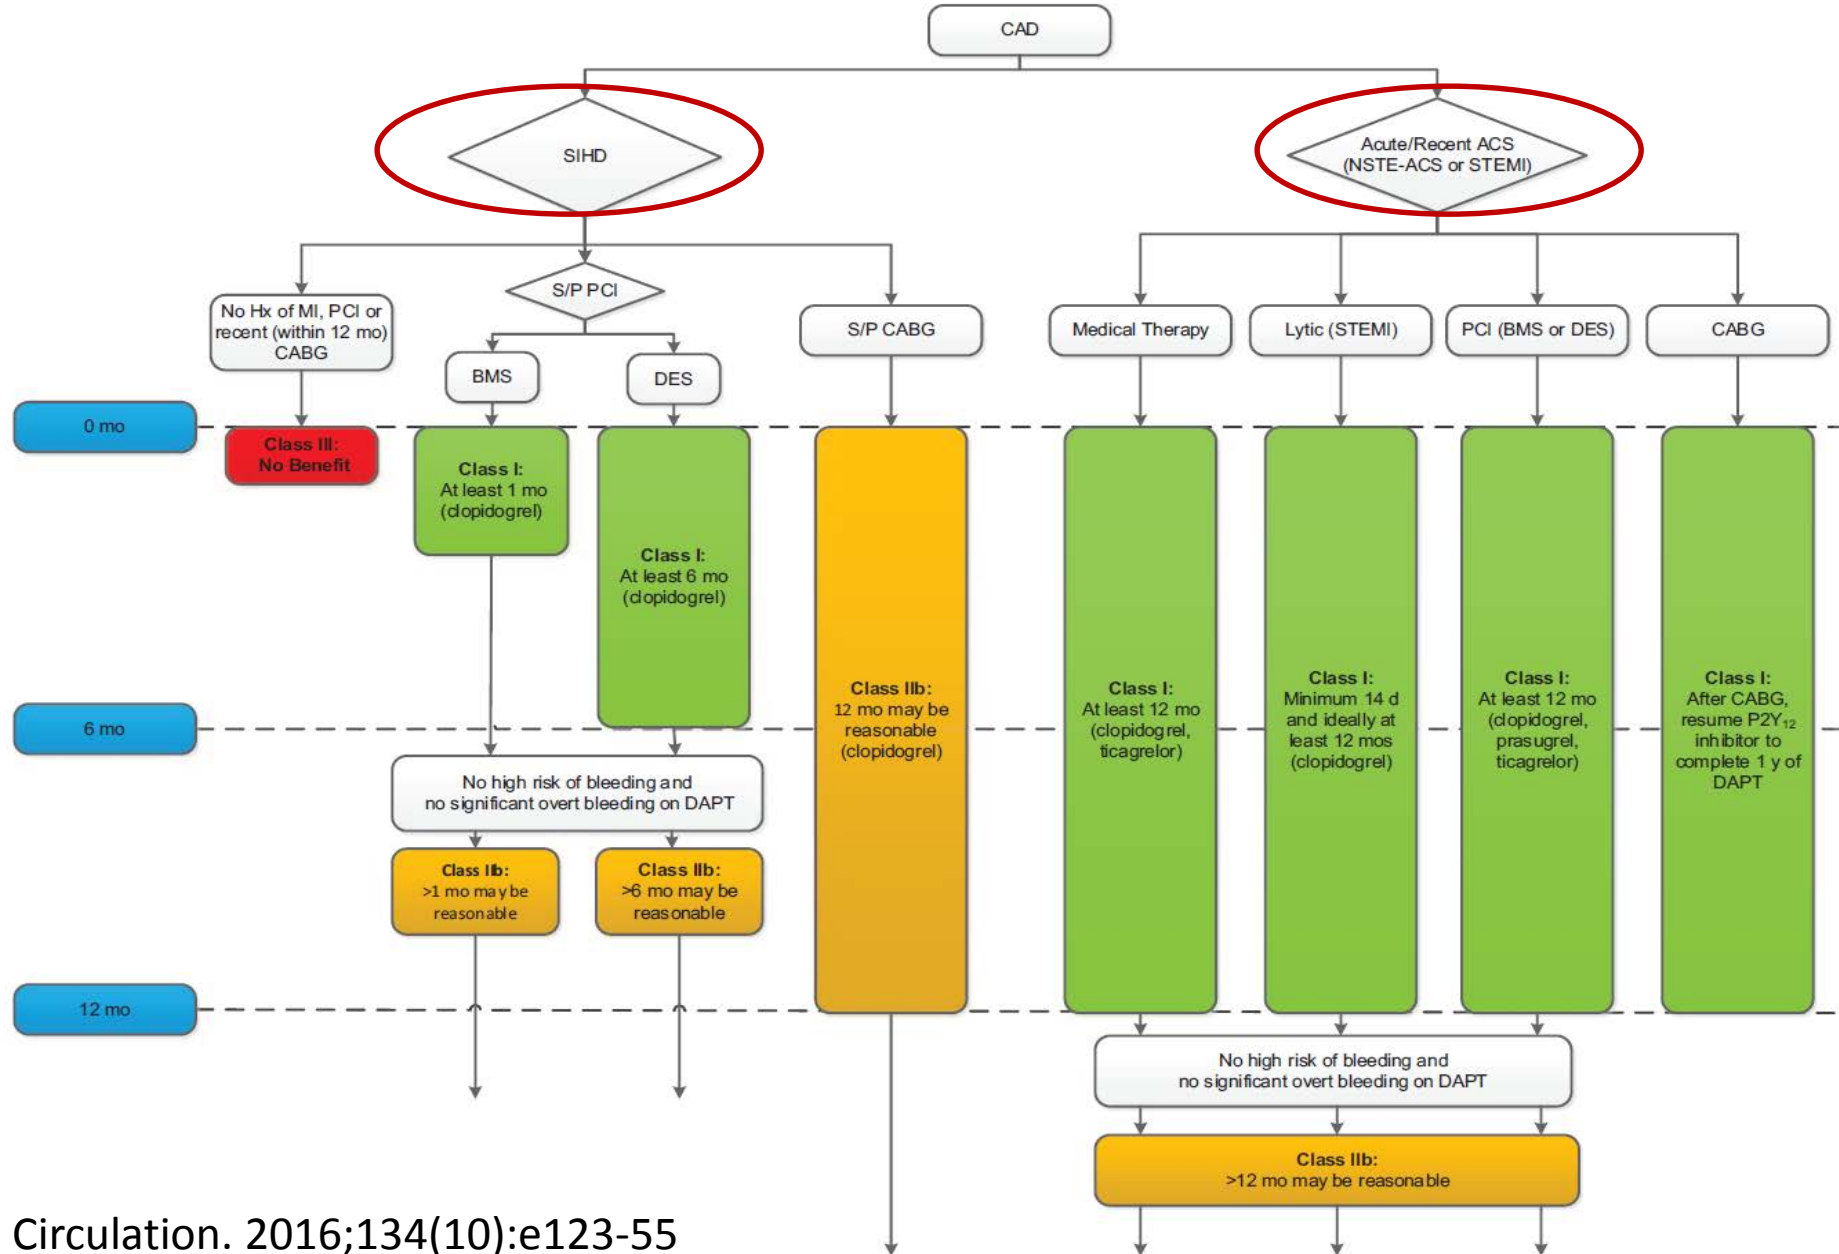 CAD
SIHD
Acute/Recent ACS
(NSTE-ACS or STEMI)
No Hx of MI, PCI or
recent (within 12 mo)
CABG
S/P PCI
BMS
DES
S/P CABG
Medical Therapy
Lytic (STEMI)
PCI (BMS or DES)
CABG
0 mo
Class III:
No Benefit
Class I:
At least 1 mo
(clopidogrel)
Class I:
At least 6 mo
(clopidogrel)
Class IIb:
12 mo may be
reasonable
(clopidogrel)
Class I:
At least 12 mo
(clopidogrel,
ticagrelor)
Class I:
Minimum 14 d
and ideally at
least 12 mos
(clopidogrel)
Class I:
At least 12 mo
(clopidogrel,
prasugrel,
ticagrelor)
Class I:
After CABG,
resume P2Y₁₂
inhibitor to
complete 1 y of
DAPT
6 mo
No high risk of bleeding and
no significant overt bleeding on DAPT
Class IIb:
>1 mo may be
reasonable
Class IIb:
>6 mo may be
reasonable
12 mo
No high risk of bleeding and
no significant overt bleeding on DAPT
Class IIb:
>12 mo may be reasonable
Circulation. 2016;134(10):e123-55